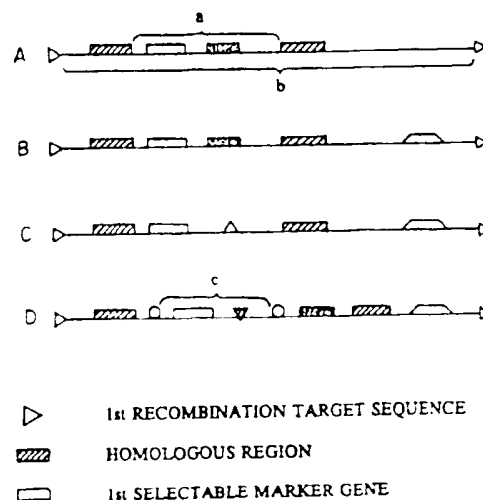 a
A
b
B
C
c
D
1st RECOMBINATION TARGET SEQUENCE
HOMOLOGOUS REGION
1st SELECTABLE MARKER GENE